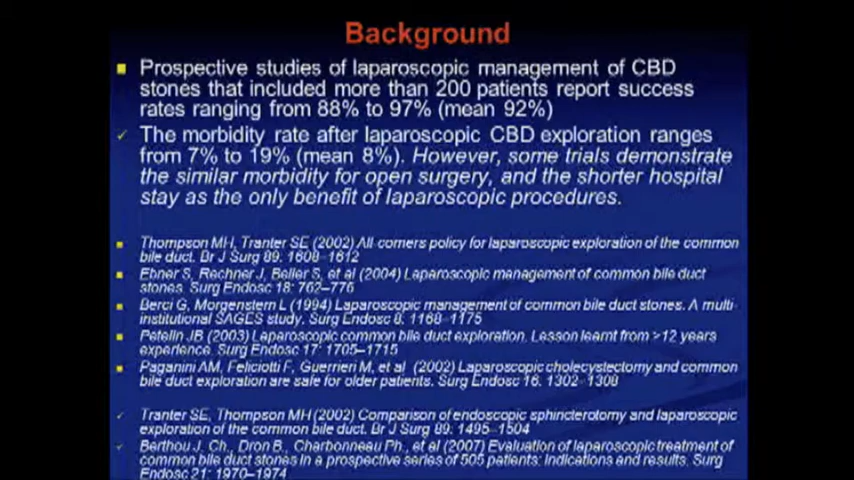 Background
Prospective studies of laparoscopic management of CBD
stones that included more than 200 patients report success
rates ranging from 88% to 97% (mean 92%)
The morbidity rate after laparoscopic CBD exploration ranges
from 7% to 19% (mean 8%). However, some trials demonstrate
the similar morbidity for open surgery, and the shorter hospital
stay as the only benefit of laparoscopic procedures.
Thompson MH, Tranter SE (2002) All-comers policy for laparoscopic exploration of the common
bile duct. Br J Surg 89: 1608–1612
Ebner S, Rechner J, Beller S, et al (2004) Laparoscopic management of common bile duct
stones. Surg Endosc 18: 762–776
Berci G, Morgenstern L (1994) Laparoscopic management of common bile duct stones. A multi-
institutional SAGES study. Surg Endosc 8: 1168–1175
Petelin JB (2003) Laparoscopic common bile duct exploration. Lesson learnt from >12 years
experience. Surg Endosc 17: 1705–1715
Paganini AM, Feliciotti F, Guerrieri M, et al (2002) Laparoscopic cholecystectomy and common
bile duct exploration are safe for older patients. Surg Endosc 16: 1302–1308
Tranter SE, Thompson MH (2002) Comparison of endoscopic sphincterotomy and laparoscopic
exploration of the common bile duct. Br J Surg 89: 1495–1504
Berthou J. Ch., Dron B., Charbonneau Ph., et al (2007) Evaluation of laparoscopic treatment of
common bile duct stones in a prospective series of 505 patients: indications and results. Surg
Endosc 21: 1970–1974